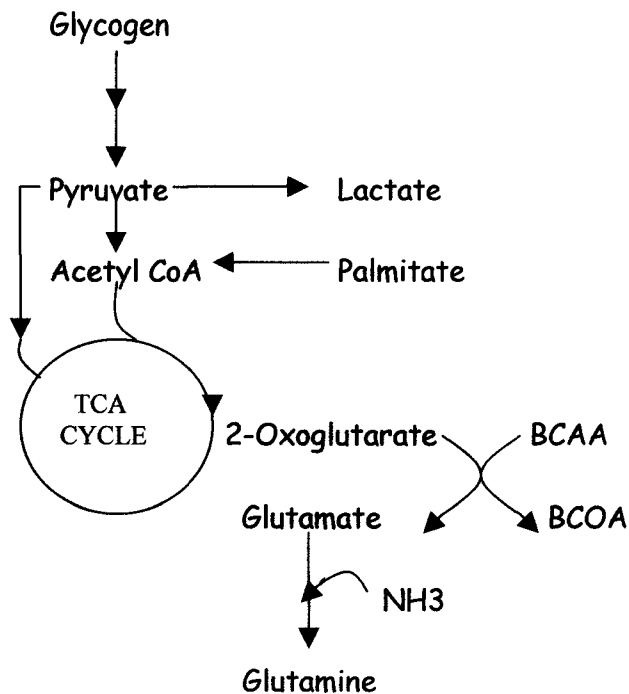 Glycogen
Pyruvate
Lactate
Acetyl CoA
Palmitate
TCA
CYCLE
2-Oxoglutarate
BCAA
Glutamate
BCOA
NH3
Glutamine